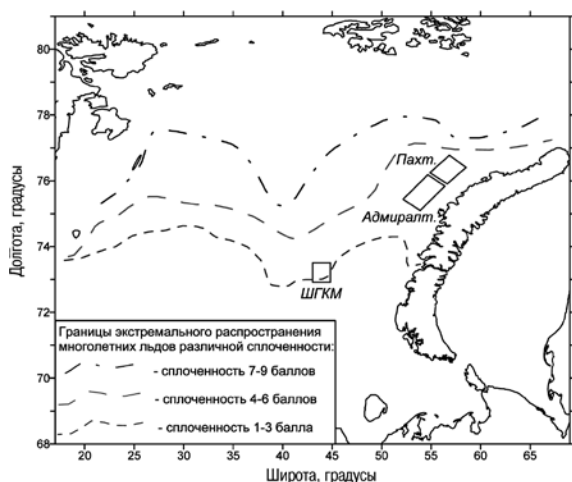 80
78
76
74
72
70
68
Долгота, градусы
Пахт.
Адмиралт.
ШГКМ
Границы экстремального распространения
многолетних льдов различной сплоченности:
- сплоченность 7-9 баллов
- сплоченность 4-6 баллов
- сплоченность 1-3 балла
20 25 30 35 40 45 50 55 60 65
Широта, градусы